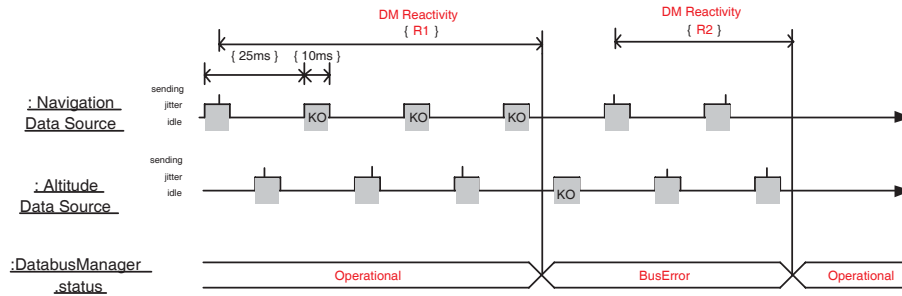 DM Reactivity
{ R1 }
DM Reactivity
{ R2 }
{ 25ms }
{ 10ms }
: Navigation
Data Source
sending
jitter
idle
KO
KO
KO
: Altitude
Data Source
sending
jitter
idle
KO
:DatabusManager
.status
Operational
BusError
Operational